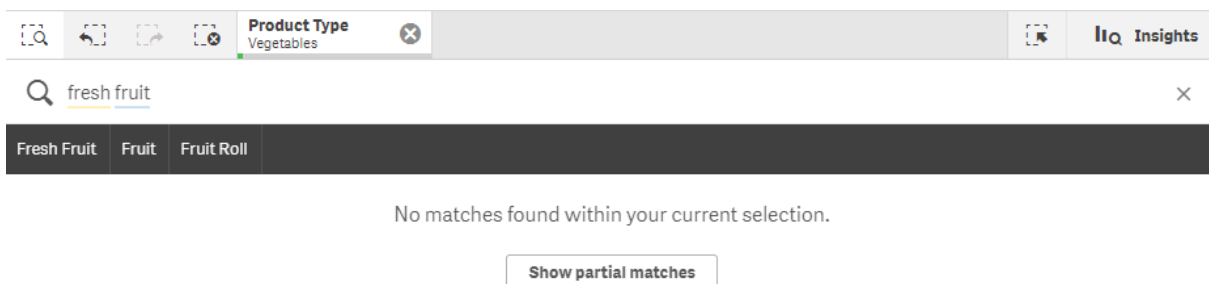 Product Type
Vegetables
Insights
fresh fruit
Fresh Fruit Fruit Fruit Roll
No matches found within your current selection.
Show partial matches